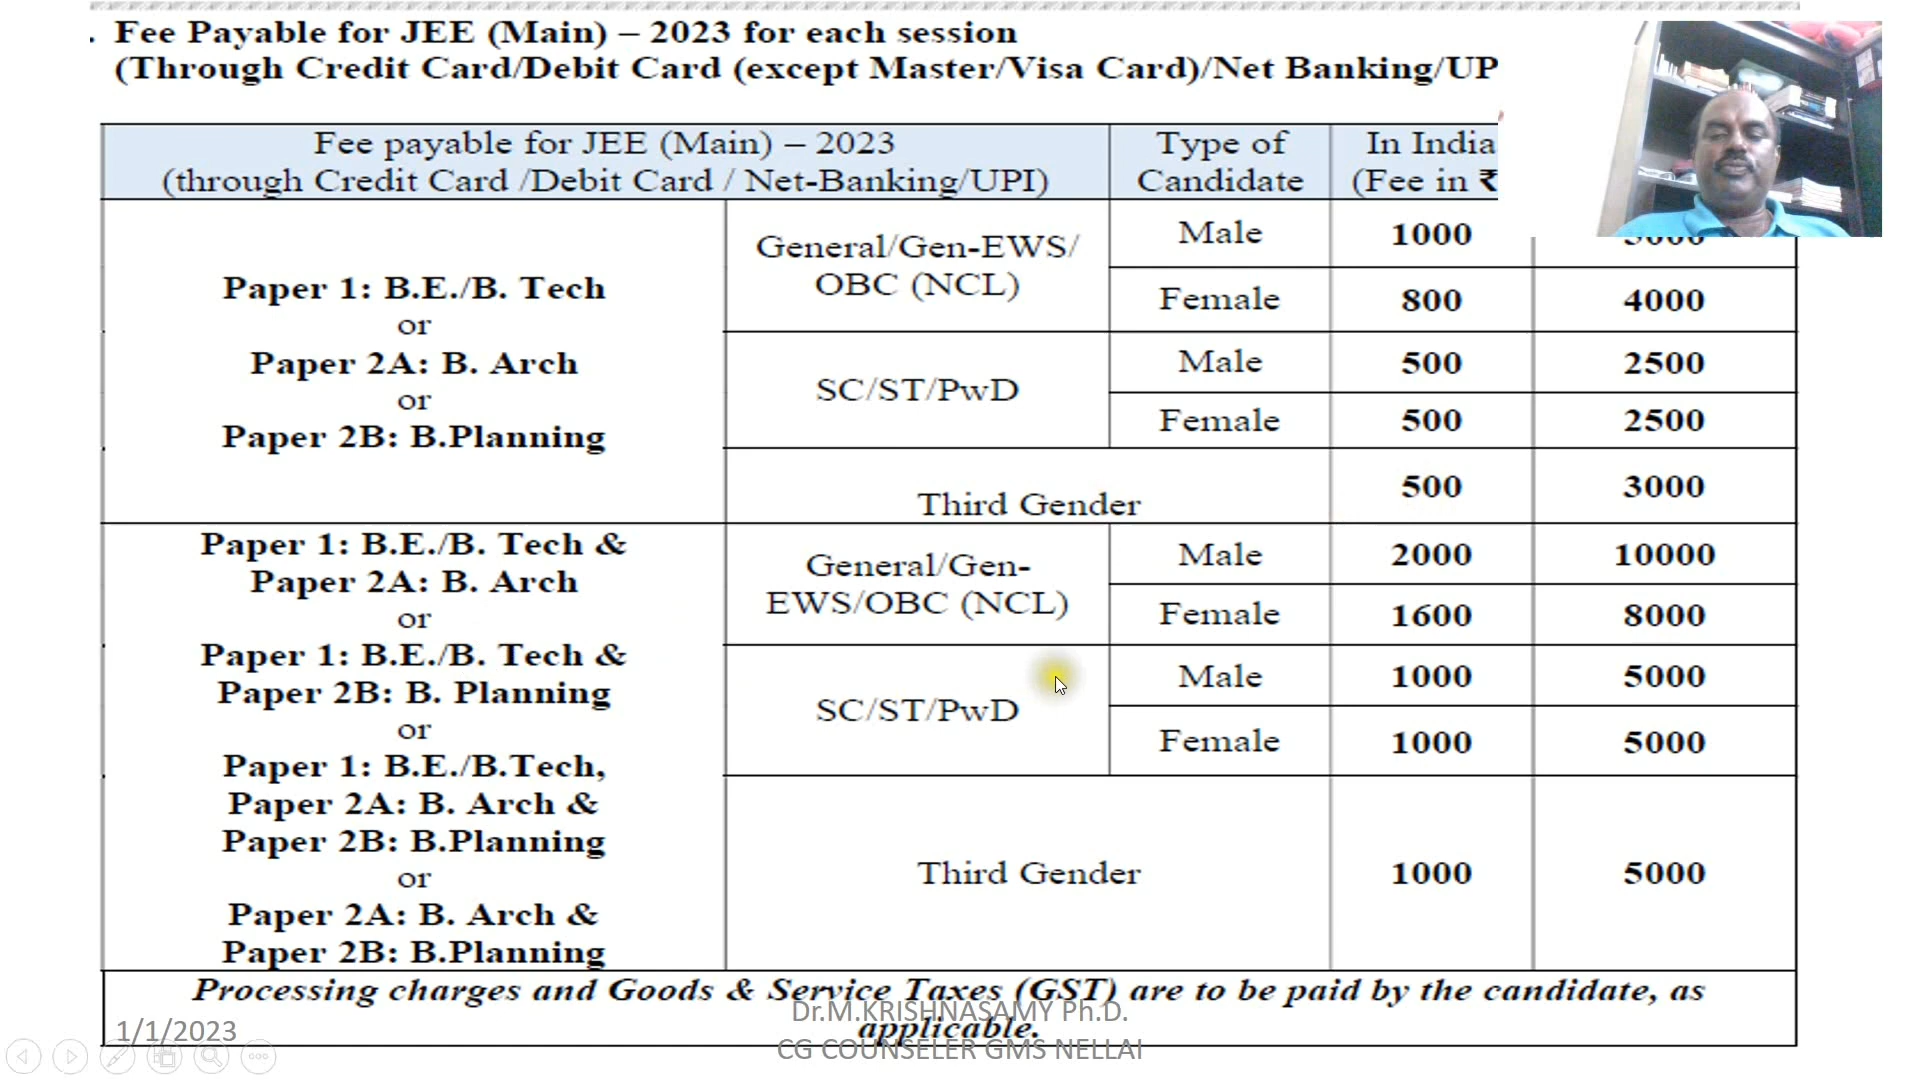 . Fee Payable for JEE (Main) – 2023 for each session
(Through Credit Card/Debit Card (except Master/Visa Card)/Net Banking/UP
Fee payable for JEE (Main) – 2023
(through Credit Card /Debit Card / Net-Banking/UPI)
Type of
Candidate
In India
(Fee in ₹
Paper 1: B.E./B. Tech
or
Paper 2A: B. Arch
or
Paper 2B: B.Planning
General/Gen-EWS/
OBC (NCL)
Male
1000
Female
800
4000
SC/ST/PwD
Male
500
2500
Female
500
2500
Third Gender
500
3000
Paper 1: B.E./B. Tech &
Paper 2A: B. Arch
or
Paper 1: B.E./B. Tech &
Paper 2B: B. Planning
or
Paper 1: B.E./B.Tech,
Paper 2A: B. Arch &
Paper 2B: B.Planning
or
Paper 2A: B. Arch &
Paper 2B: B.Planning
General/Gen-
EWS/OBC (NCL)
Male
2000
10000
Female
1600
8000
SC/ST/PwD
Male
1000
5000
Female
1000
5000
Third Gender
1000
5000
Processing charges and Goods & Service Taxes (GST) are to be paid by the candidate, as
applicable.
1/1/2023
Dr.M.KRISHNASAMY Ph.D.
CG COUNSELER GMS NELLAI